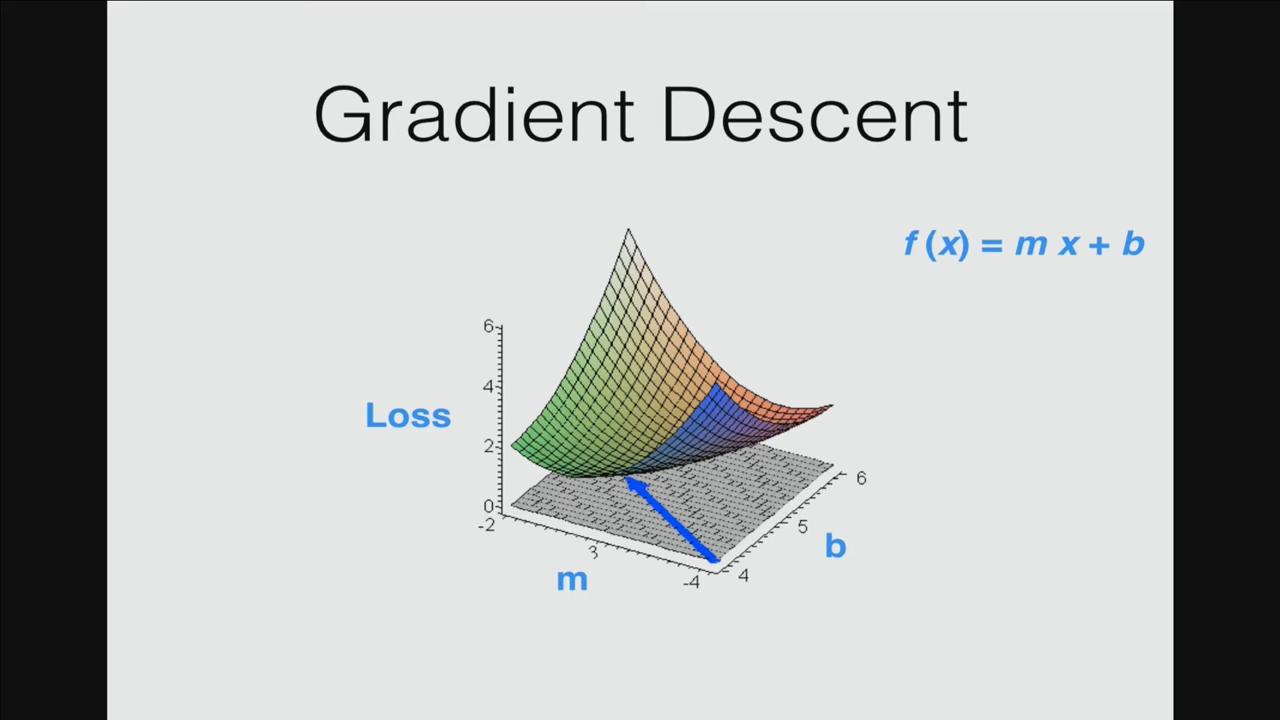 Gradient Descent
f (x) = m x + b
6
4
Loss
2
0
-2
3
-4
m
4
5
6
b